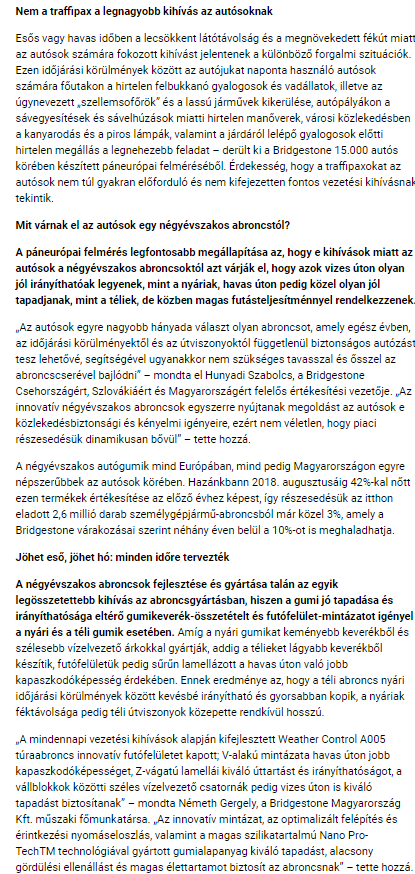 Nem a traffipax a legnagyobb kihívás az autósoknak
Esős vagy havas időben a lecsökkent látótávolság és a megnövekedett fékút miatt
az autósok számára fokozott kihívást jelentenek a különböző forgalmi szituációk.
Ezen időjárási körülmények között az autójukat naponta használó autósok
számára főutakon a hirtelen felbukkanó gyalogosok és vadállatok, illetve az
úgynevezett „szellemsofőrök” és a lassú járművek kikerülése, autópályákon a
sávegyesítések és sávelhúzások miatti hirtelen manőverek, városi közlekedésben
a kanyarodás és a piros lámpák, valamint a járdáról lelépő gyalogosok előtti
hirtelen megállás a legnehezebb feladat – derült ki a Bridgestone 15.000 autós
körében készített páneurópai felméréséből. Érdekesség, hogy a traffipaxokat az
autósok nem túl gyakran előforduló és nem kifejezetten fontos vezetési kihívásnak
tekintik.
Mit várnak el az autósok egy négyévszakos abroncstól?
A páneurópai felmérés legfontosabb megállapítása az, hogy e kihívások miatt az
autósok a négyévszakos abroncsoktól azt várják el, hogy azok vizes úton olyan
jól irányíthatóak legyenek, mint a nyáriak, havas úton pedig közel olyan jól
tapadjanak, mint a téliek, de közben magas futásteljesítménnyel rendelkezzenek.
„Az autósok egyre nagyobb hányada választ olyan abroncsot, amely egész évben,
az időjárási körülményektől és az útviszonyoktól függetlenül biztonságos autózást
tesz lehetővé, segítségével ugyanakkor nem szükséges tavasszal és ősszel az
abroncscserével bajlódni” – mondta el Hunyadi Szabolcs, a Bridgestone
Csehországért, Szlovákiáért és Magyarországért felelős értékesítési vezetője. „Az
innovatív négyévszakos abroncsok egyszerre nyújtanak megoldást az autósok e
közlekedésbiztonsági és kényelmi igényeire, ezért nem véletlen, hogy piaci
részesedésük dinamikusan bővül” – tette hozzá.
A négyévszakos autógumik mind Európában, mind pedig Magyarországon egyre
népszerűbbek az autósok körében. Hazánkbann 2018. augusztusáig 42%-kal nőtt
ezen termékek értékesítése az előző évhez képest, így részesedésük az itthon
eladott 2,6 millió darab személygépjármű-abroncsból már közel 3%, amely a
Bridgestone várakozásai szerint néhány éven belül a 10%-ot is meghaladhatja.
Jöhet eső, jöhet hó: minden időre tervezték
A négyévszakos abroncsok fejlesztése és gyártása talán az egyik
legösszetettebb kihívás az abroncsgyártásban, hiszen a gumi jó tapadása és
irányíthatósága eltérő gumikeverék-összetételt és futófelület-mintázatot igényel
a nyári és a téli gumik esetében. Amíg a nyári gumikat keményebb keverékből és
szélesebb vízelvezető árkokkal gyártják, addig a télieket lágyabb keverékből
készítik, futófelületük pedig sűrűn lamellázott a havas úton való jobb
kapaszkodóképesség érdekében. Ennek eredménye az, hogy a téli abroncs nyári
időjárási körülmények között kevésbé irányítható és gyorsabban kopik, a nyáriak
féktávolsága pedig téli útviszonyok közepette rendkívül hosszú.
„A mindennapi vezetési kihívások alapján kifejlesztett Weather Control A005
túraabroncs innovatív futófelületet kapott; V-alakú mintázata havas úton jobb
kapaszkodóképességet, Z-vágatú lamellái kiváló úttartást és irányíthatóságot, a
vállblokkok közötti széles vízelvezető csatornák pedig vizes úton is kiváló
tapadást biztosítanak” – mondta Németh Gergely, a Bridgestone Magyarország
Kft. műszaki főmunkatársa. „Az innovatív mintázat, az optimalizált felépítés és
érintkezési nyomáseloszlás, valamint a magas szilikatartalmú Nano Pro-
TechTM technológiával gyártott gumialapanyag kiváló tapadást, alacsony
gördülési ellenállást és magas élettartamot biztosít az abroncsnak” – tette hozzá.